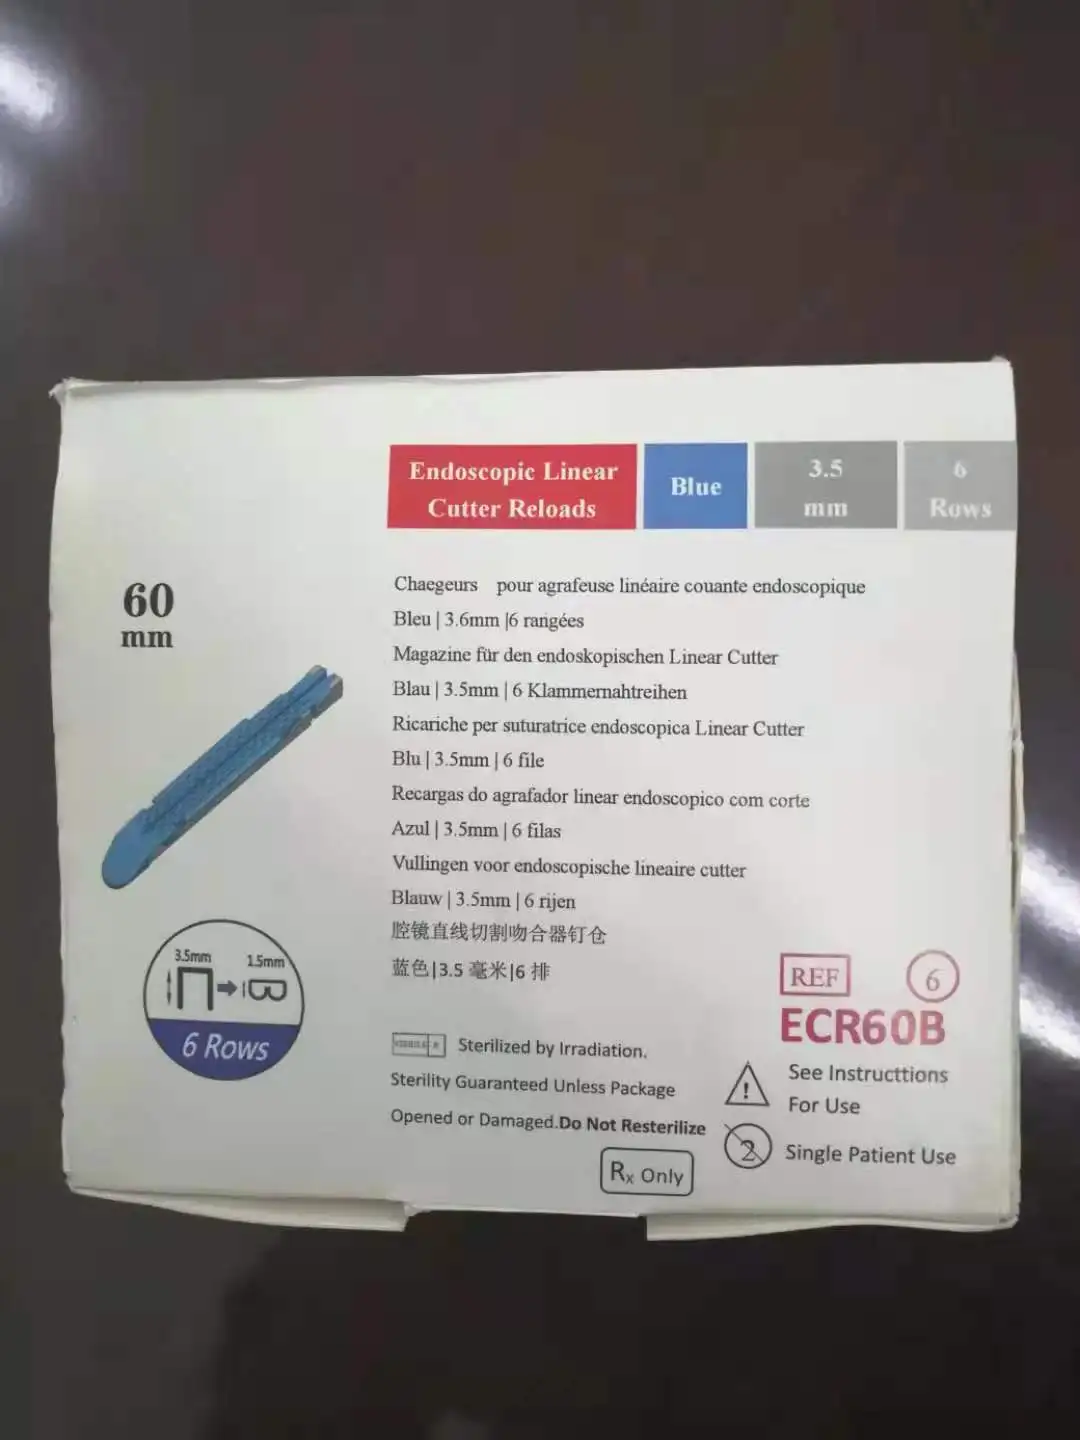 Endoscopic Linear
Cutter Reloads
Blue
3.5
mm
6
Rows
60
mm
Chaegeurs pour agrafeuse linéaire couante endoscopique
Bleu | 3.6mm |6 rangées
Magazine für den endoskopischen Linear Cutter
Blau | 3.5mm | 6 Klammernahtreihen
Ricariche per suturatrice endoscopica Linear Cutter
Blu | 3.5mm | 6 file
Recargas do agrafador linear endoscopico com corte
Azul | 3.5mm | 6 filas
Vullingen voor endoscopische lineaire cutter
Blauw | 3.5mm | 6 rijen
腔镜直线切割吻合器钉仓
蓝色|3.5 毫米|6 排
3.5mm
1.5mm
6 Rows
REF
6
ECR60B
STERILE R
Sterilized by Irradiation.
Sterility Guaranteed Unless Package
Opened or Damaged.Do Not Resterilize
Rx Only
!
See Instructtions
For Use
2
Single Patient Use